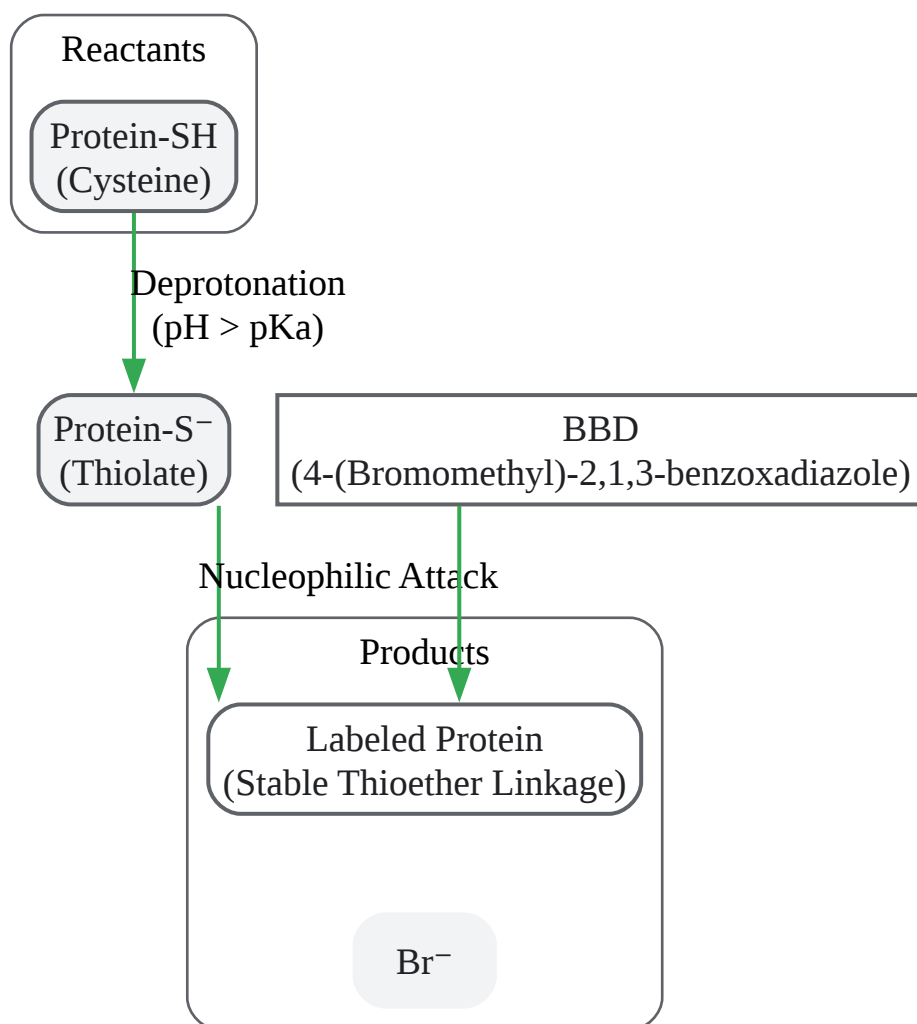 Reactants
Protein-SH
(Cysteine)
Deprotonation
(pH > pKa)
Protein-S⁻
(Thiolate)
BBD
(4-(Bromomethyl)-2,1,3-benzoxadiazole)
Nucleophilic Attack
Products
Labeled Protein
(Stable Thioether Linkage)
Br⁻